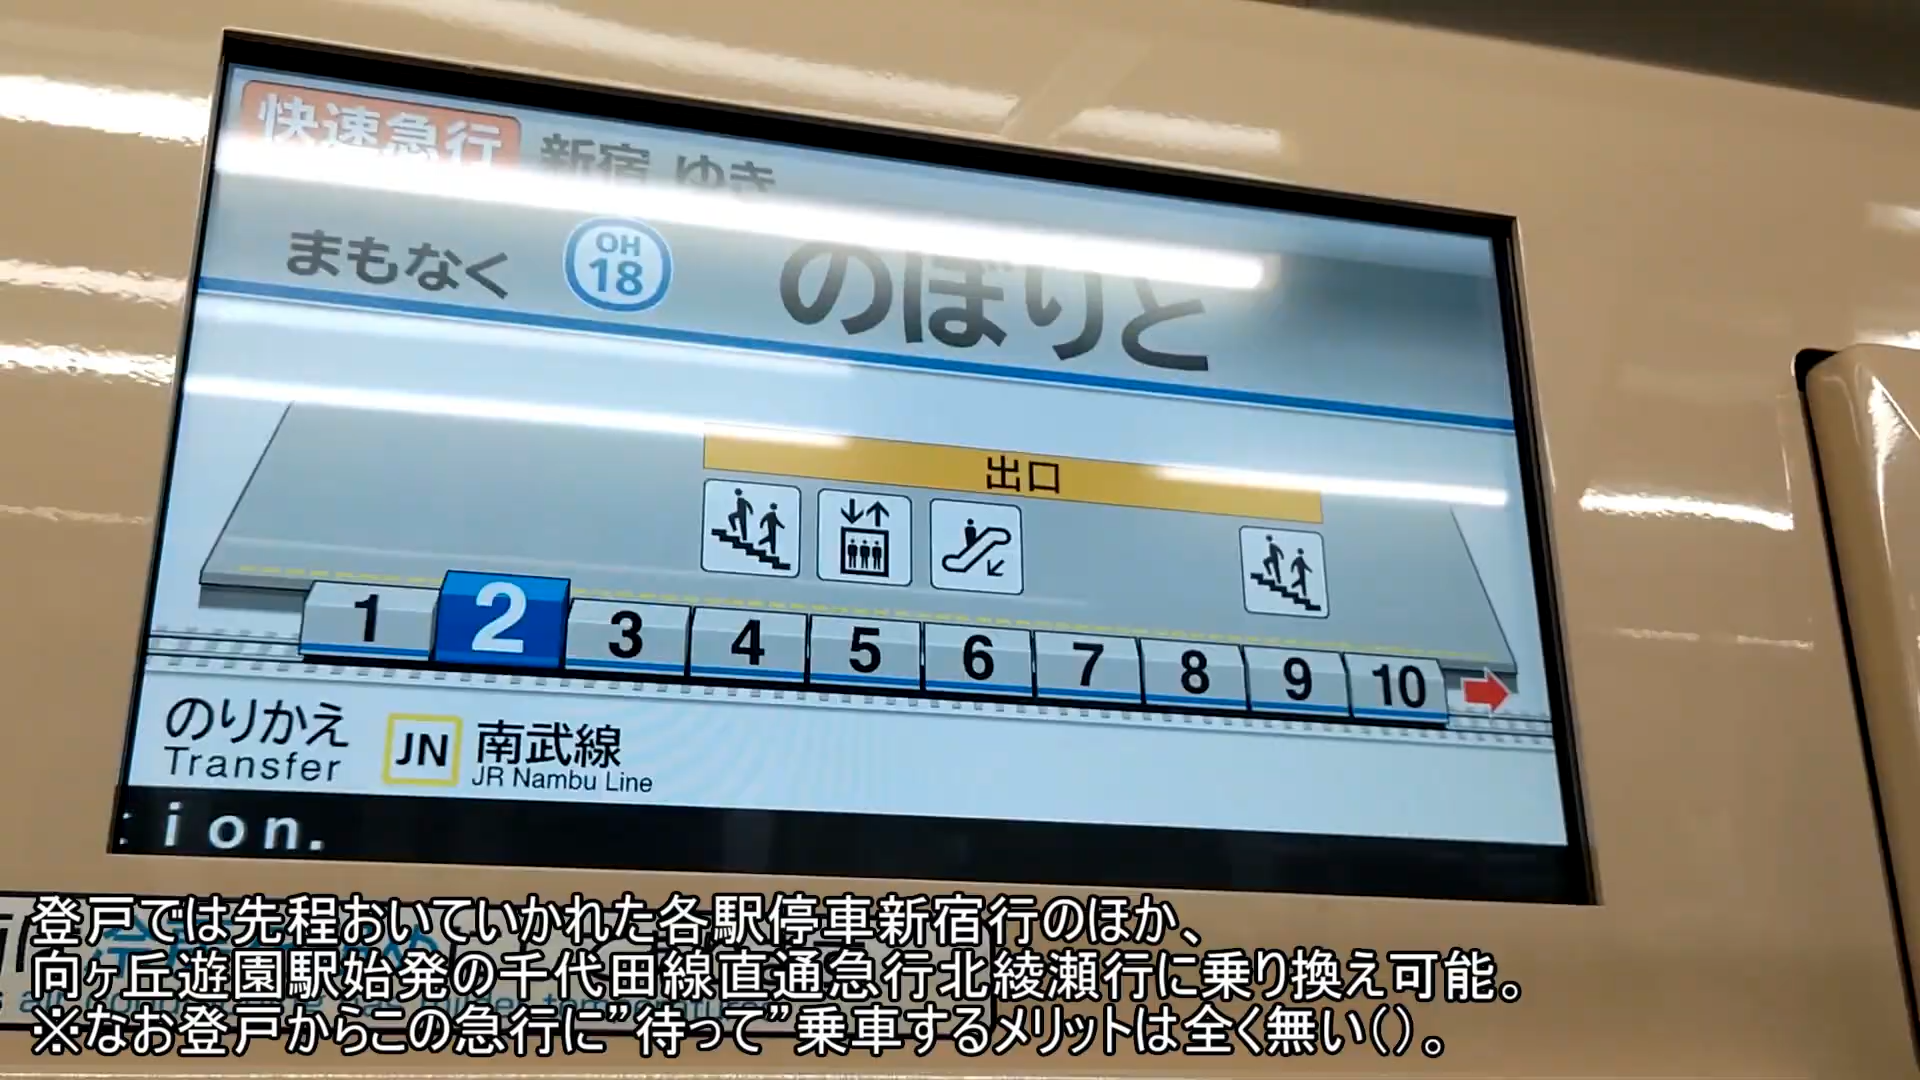 快速急行 新宿 ゆき
まもなく OH 18 のぼりと
出口
1 2 3 4 5 6 7 8 9 10
のりかえ JN 南武線
Transfer JR Nambu Line
ion.
登戸では先程おいていかれた各駅停車新宿行のほか、
向ヶ丘遊園駅始発の千代田線直通急行北綾瀬行に乗り換え可能。
※なお登戸からこの急行に”待って”乗車するメリットは全く無い()。